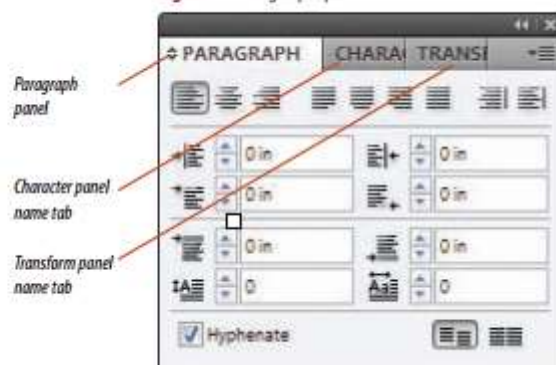 PARAGRAPH CHARA TRANSF
Paragraph
panel
0 in 0 in
Character panel
name tab
0 in 0 in
Transform panel
name tab
0 in 0 in
0 0
Hyphenate